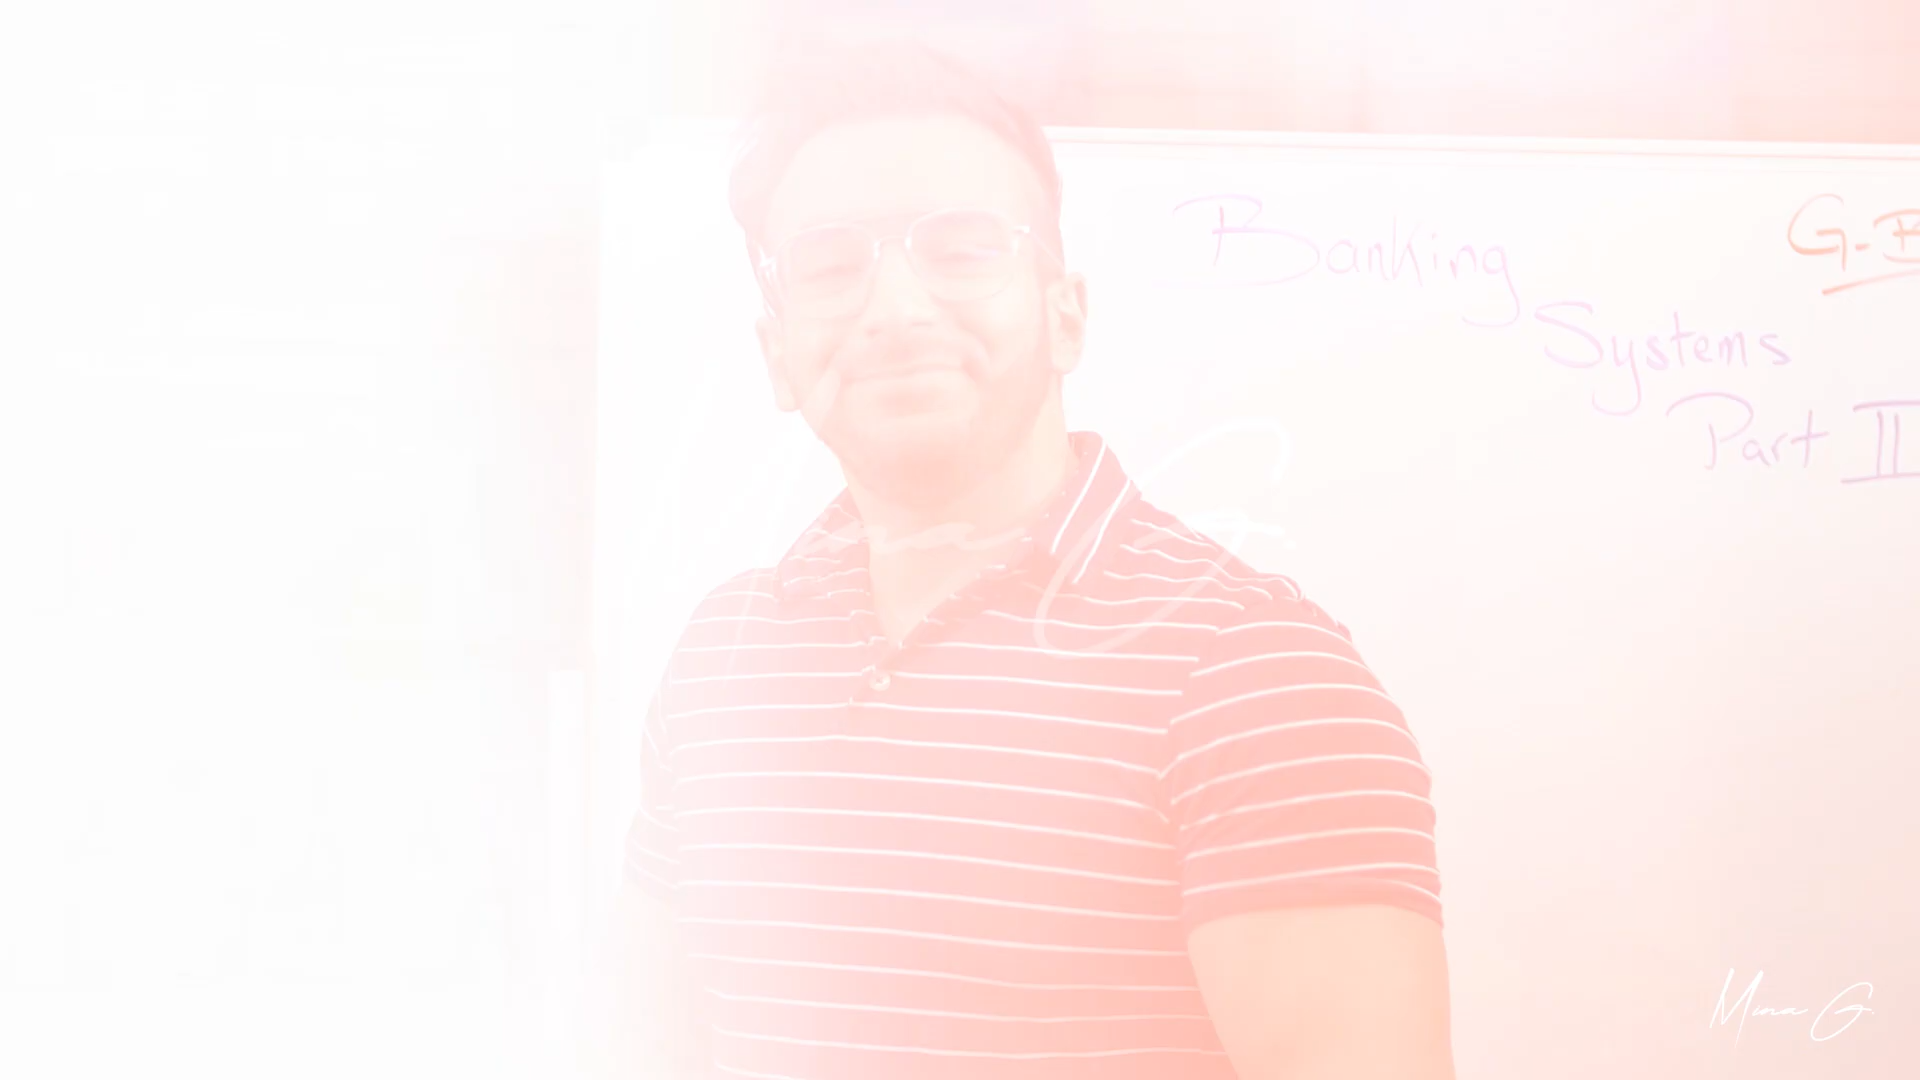 Banking
Systems
Part II
G-B
Mina G.